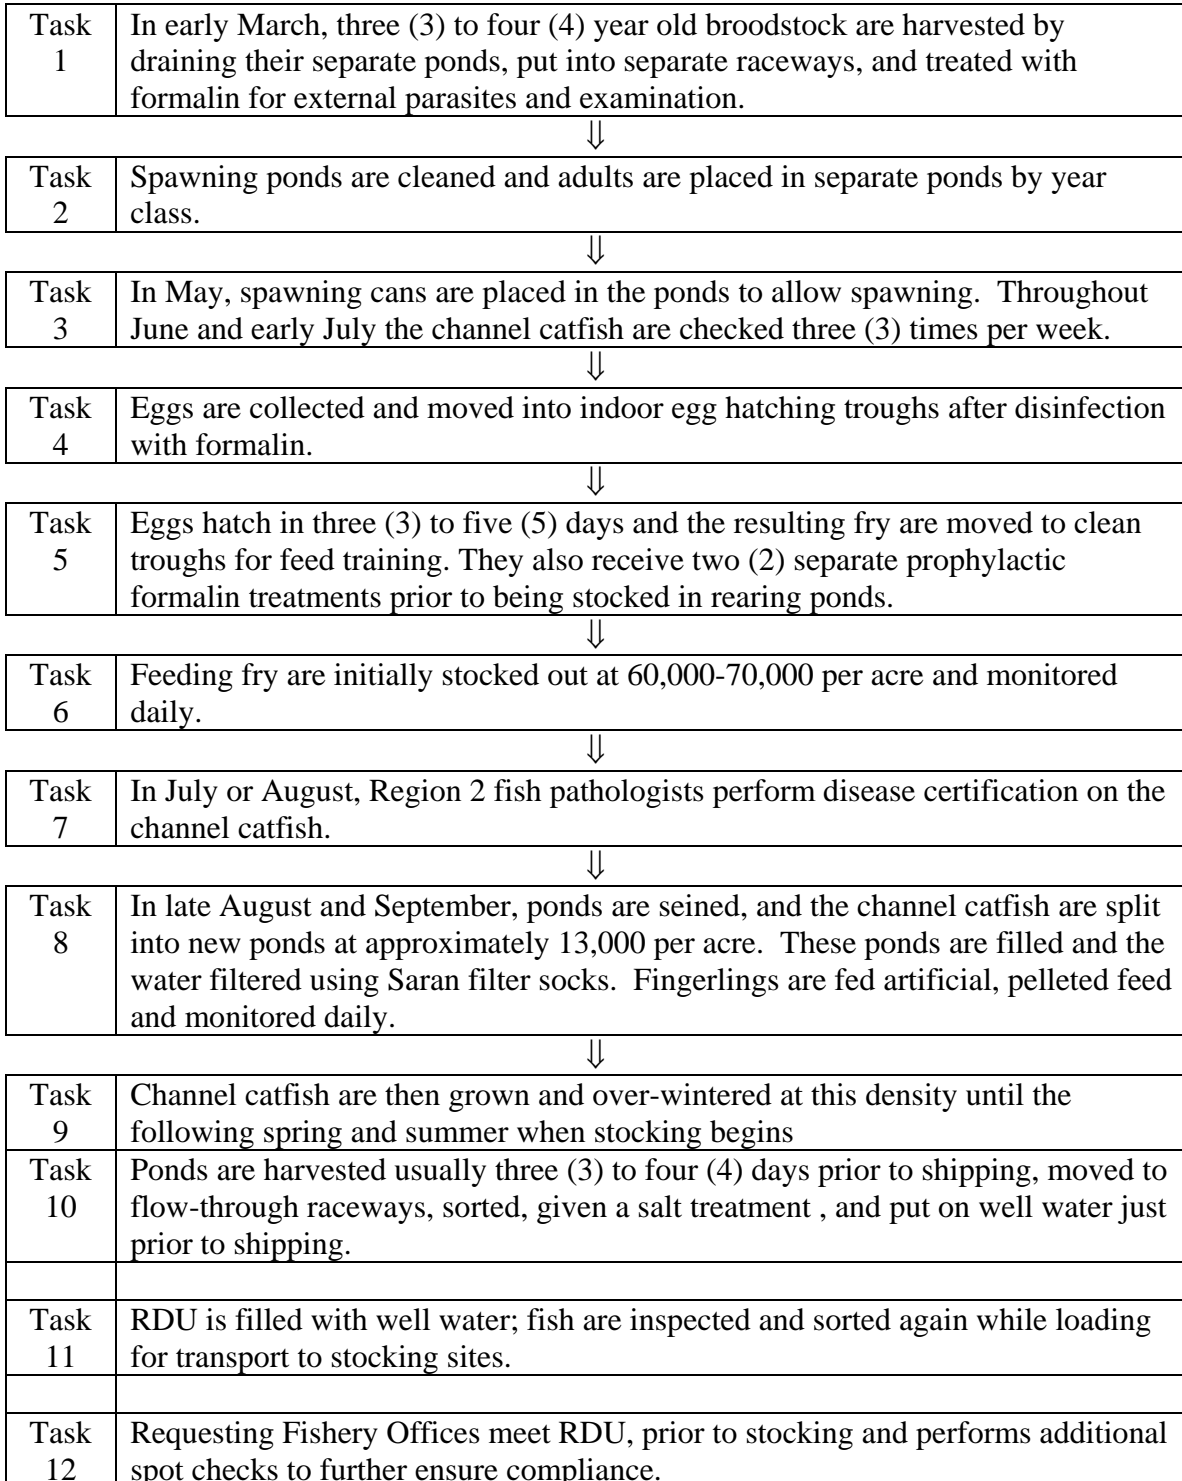 Task 1
In early March, three (3) to four (4) year old broodstock are harvested by
draining their separate ponds, put into separate raceways, and treated with
formalin for external parasites and examination.
⇓
Task 2
Spawning ponds are cleaned and adults are placed in separate ponds by year
class.
⇓
Task 3
In May, spawning cans are placed in the ponds to allow spawning.  Throughout
June and early July the channel catfish are checked three (3) times per week.
⇓
Task 4
Eggs are collected and moved into indoor egg hatching troughs after disinfection
with formalin.
⇓
Task 5
Eggs hatch in three (3) to five (5) days and the resulting fry are moved to clean
troughs for feed training. They also receive two (2) separate prophylactic
formalin treatments prior to being stocked in rearing ponds.
⇓
Task 6
Feeding fry are initially stocked out at 60,000-70,000 per acre and monitored
daily.
⇓
Task 7
In July or August, Region 2 fish pathologists perform disease certification on the
channel catfish.
⇓
Task 8
In late August and September, ponds are seined, and the channel catfish are split
into new ponds at approximately 13,000 per acre.  These ponds are filled and the
water filtered using Saran filter socks.  Fingerlings are fed artificial, pelleted feed
and monitored daily.
⇓
Task 9
Channel catfish are then grown and over-wintered at this density until the
following spring and summer when stocking begins
Task 10
Ponds are harvested usually three (3) to four (4) days prior to shipping, moved to
flow-through raceways, sorted, given a salt treatment , and put on well water just
prior to shipping.
Task 11
RDU is filled with well water; fish are inspected and sorted again while loading
for transport to stocking sites.
Task 12
Requesting Fishery Offices meet RDU, prior to stocking and performs additional
spot checks to further ensure compliance.